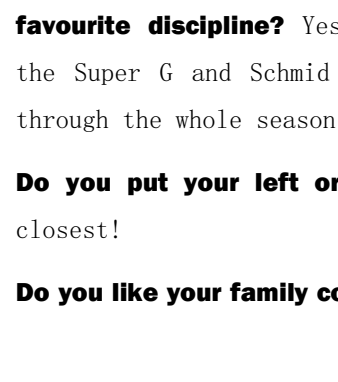 favourite discipline? Yes
the Super G and Schmid
through the whole season
Do you put your left or
closest!
Do you like your family